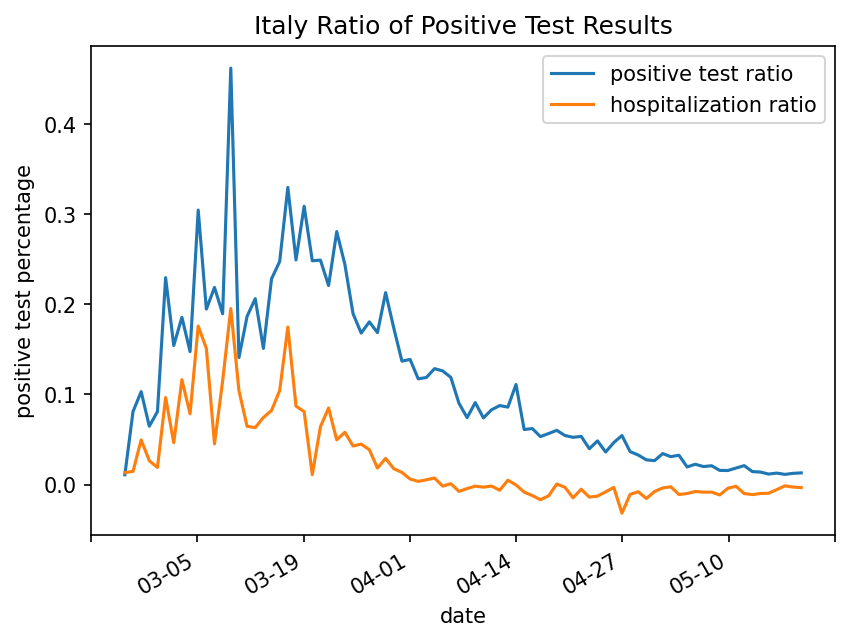 Italy Ratio of Positive Test Results
positive test ratio
hospitalization ratio
positive test percentage
0.4
0.3
0.2
0.1
0.0
03-05
03-19
04-01
04-14
04-27
05-10
date